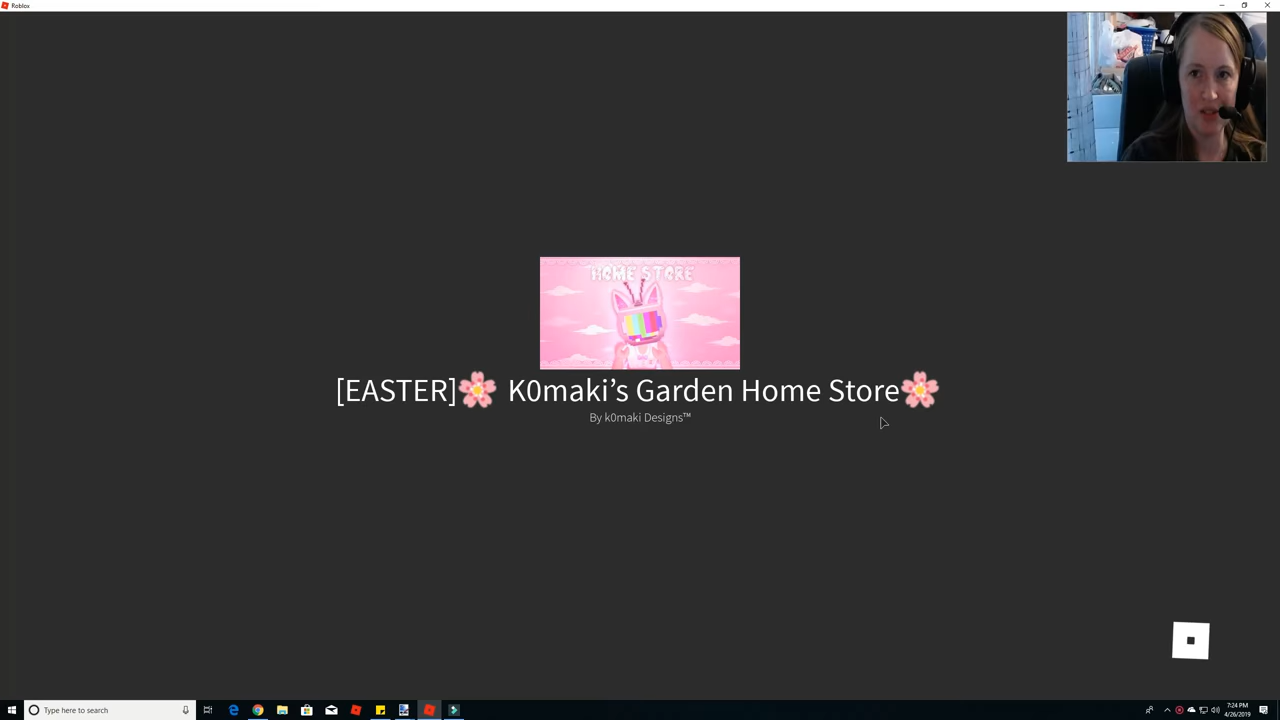 Roblox
HOME STORE
[EASTER]🌸 K0maki’s Garden Home Store🌸
By k0maki Designs™
Type here to search
7:24 PM
4/26/2019